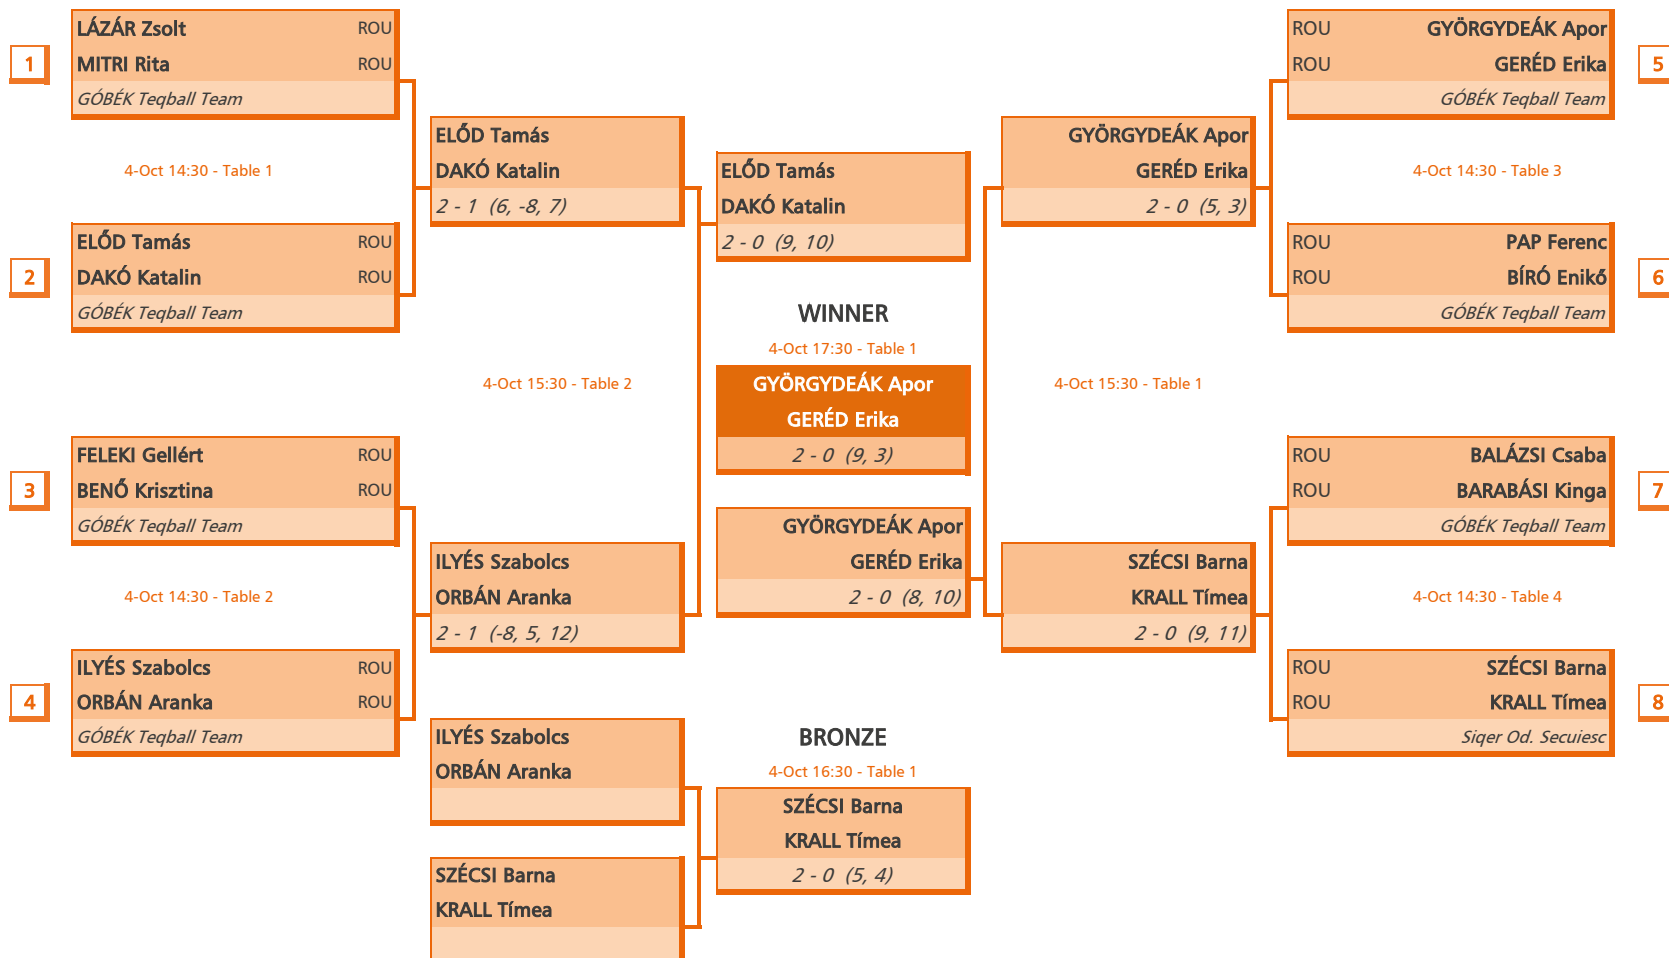 1
LÁZÁR Zsolt ROU
MITRI Rita ROU
GÓBÉK Teqball Team
4-Oct 14:30 - Table 1
2
ELŐD Tamás ROU
DAKÓ Katalin ROU
GÓBÉK Teqball Team
3
FELEKI Gellért ROU
BENŐ Krisztina ROU
GÓBÉK Teqball Team
4-Oct 14:30 - Table 2
4
ILYÉS Szabolcs ROU
ORBÁN Aranka ROU
GÓBÉK Teqball Team
ELŐD Tamás
DAKÓ Katalin
2 - 1 (6, -8, 7)
4-Oct 15:30 - Table 2
ILYÉS Szabolcs
ORBÁN Aranka
2 - 1 (-8, 5, 12)
ILYÉS Szabolcs
ORBÁN Aranka
SZÉCSI Barna
KRALL Tímea
ELŐD Tamás
DAKÓ Katalin
2 - 0 (9, 10)
WINNER
4-Oct 17:30 - Table 1
GYÖRGYDEÁK Apor
GERÉD Erika
2 - 0 (9, 3)
GYÖRGYDEÁK Apor
GERÉD Erika
2 - 0 (8, 10)
BRONZE
4-Oct 16:30 - Table 1
SZÉCSI Barna
KRALL Tímea
2 - 0 (5, 4)
GYÖRGYDEÁK Apor
GERÉD Erika
2 - 0 (5, 3)
4-Oct 15:30 - Table 1
SZÉCSI Barna
KRALL Tímea
2 - 0 (9, 11)
ROU GYÖRGYDEÁK Apor
ROU GERÉD Erika
GÓBÉK Teqball Team
5
4-Oct 14:30 - Table 3
ROU PAP Ferenc
ROU BÍRÓ Enikő
GÓBÉK Teqball Team
6
ROU BALÁZSI Csaba
ROU BARABÁSI Kinga
GÓBÉK Teqball Team
7
4-Oct 14:30 - Table 4
ROU SZÉCSI Barna
ROU KRALL Tímea
Siqer Od. Secuiesc
8